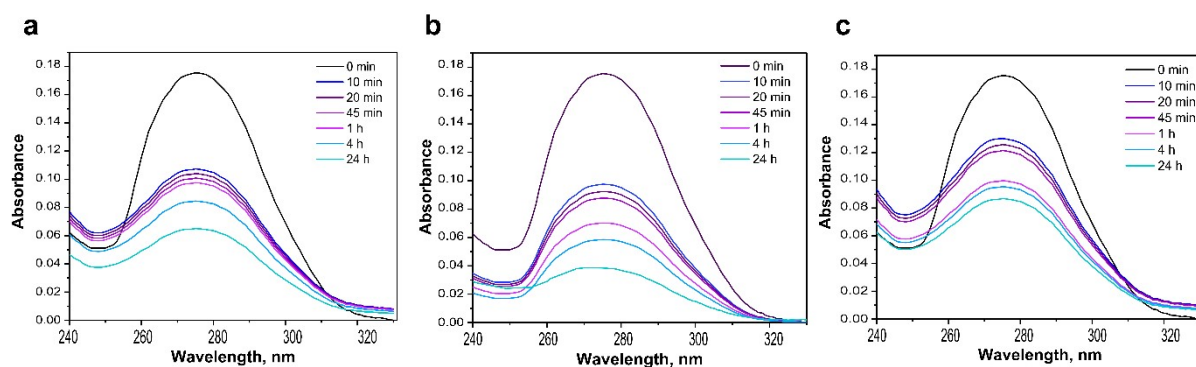 a
Absorbance
0.18
0.16
0.14
0.12
0.10
0.08
0.06
0.04
0.02
0.00
240 260 280 300 320
Wavelength, nm
0 min
10 min
20 min
45 min
1 h
4 h
24 h
b
Absorbance
0.18
0.16
0.14
0.12
0.10
0.08
0.06
0.04
0.02
0.00
240 260 280 300 320
Wavelength, nm
0 min
10 min
20 min
45 min
1 h
4 h
24 h
c
Absorbance
0.18
0.16
0.14
0.12
0.10
0.08
0.06
0.04
0.02
0.00
240 260 280 300 320
Wavelength, nm
0 min
10 min
20 min
45 min
1 h
4 h
24 h